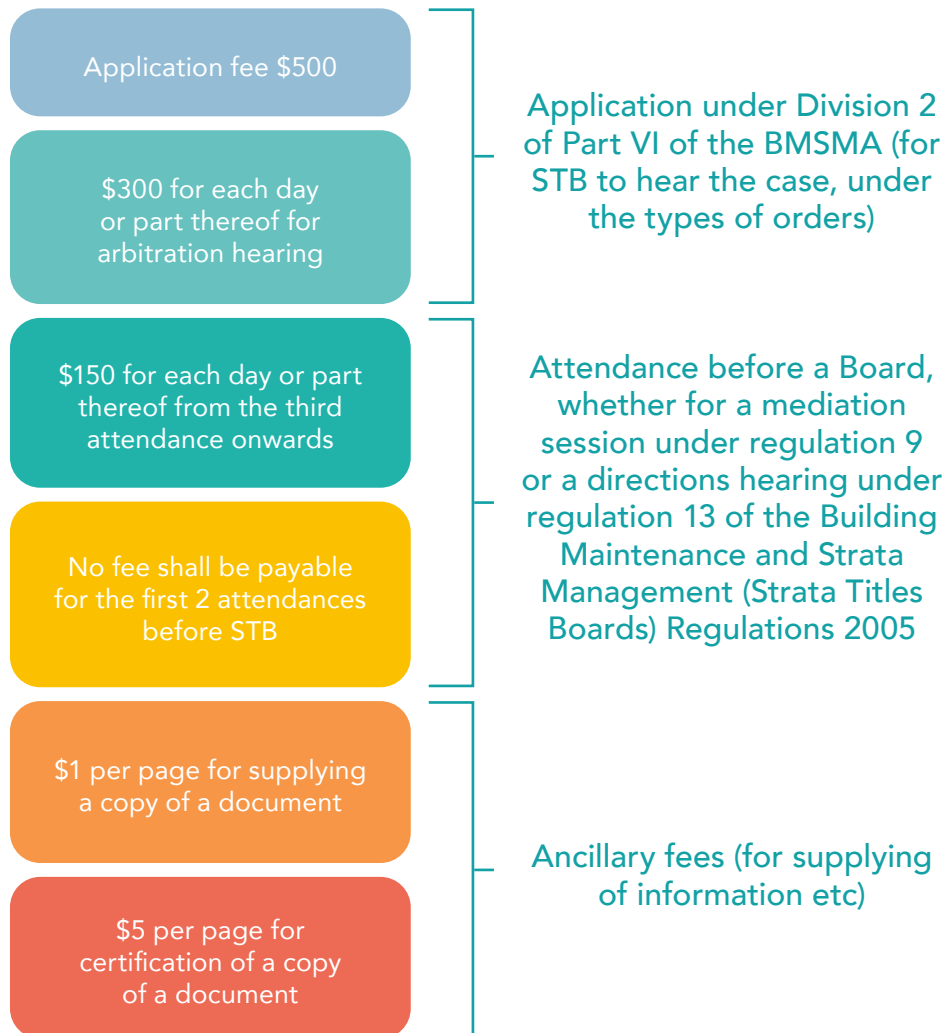 Application fee $500
$300 for each day
or part thereof for
arbitration hearing
Application under Division 2
of Part VI of the BMSMA (for
STB to hear the case, under
the types of orders)
$150 for each day or part
thereof from the third
attendance onwards
No fee shall be payable
for the first 2 attendances
before STB
Attendance before a Board,
whether for a mediation
session under regulation 9
or a directions hearing under
regulation 13 of the Building
Maintenance and Strata
Management (Strata Titles
Boards) Regulations 2005
$1 per page for supplying
a copy of a document
$5 per page for
certification of a copy
of a document
Ancillary fees (for supplying
of information etc)